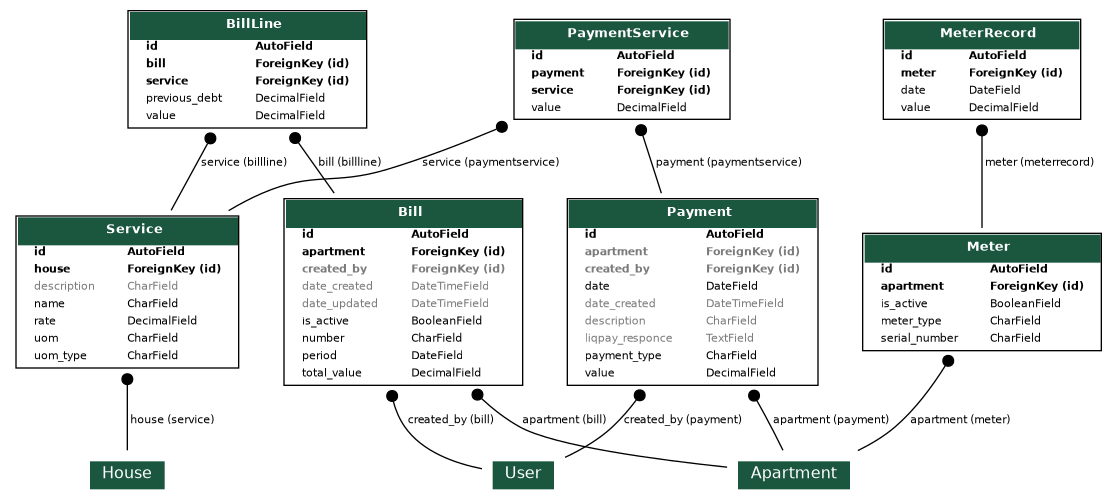 BillLine
id AutoField
bill ForeignKey (id)
service ForeignKey (id)
previous_debt DecimalField
value DecimalField
PaymentService
id AutoField
payment ForeignKey (id)
service ForeignKey (id)
value DecimalField
MeterRecord
id AutoField
meter ForeignKey (id)
date DateField
value DecimalField
service (billline)
bill (billline)
service (paymentservice)
payment (paymentservice)
meter (meterrecord)
Service
id AutoField
house ForeignKey (id)
description CharField
name CharField
rate DecimalField
uom CharField
uom_type CharField
Bill
id AutoField
apartment ForeignKey (id)
created_by ForeignKey (id)
date_created DateTimeField
date_updated DateTimeField
is_active BooleanField
number CharField
period DateField
total_value DecimalField
Payment
id AutoField
apartment ForeignKey (id)
created_by ForeignKey (id)
date DateField
date_created DateTimeField
description CharField
liqpay_responce TextField
payment_type CharField
value DecimalField
Meter
id AutoField
apartment ForeignKey (id)
is_active BooleanField
meter_type CharField
serial_number CharField
house (service)
created_by (bill)
apartment (bill)
created_by (payment)
apartment (payment)
apartment (meter)
House
User
Apartment